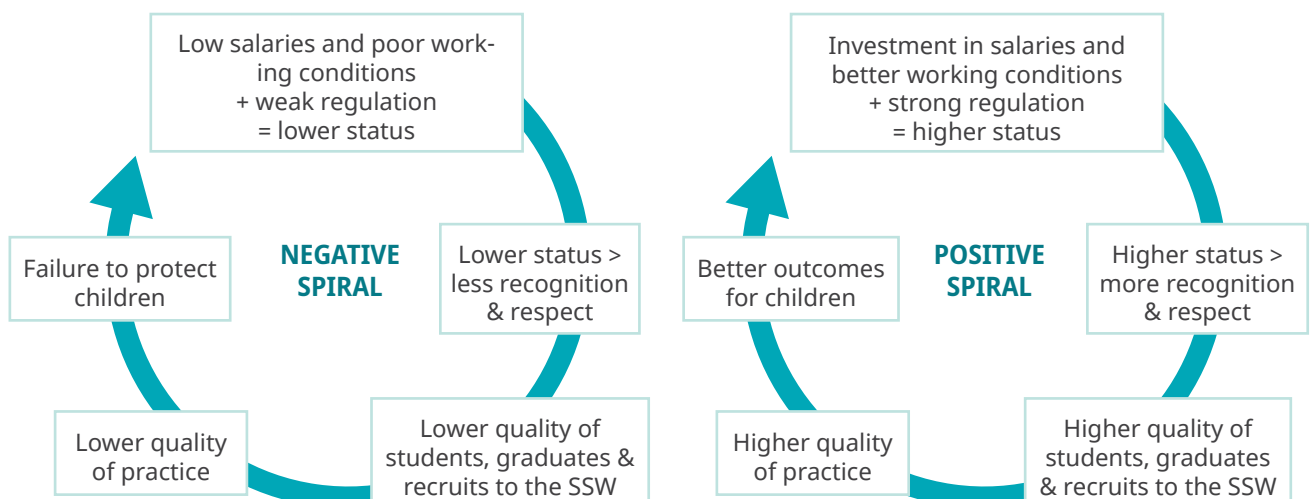 Low salaries and poor work-
ing conditions
+ weak regulation
= lower status
NEGATIVE
SPIRAL
Lower status >
less recognition
& respect
Lower quality of
students, graduates &
recruits to the SSW
Lower quality
of practice
Failure to protect
children
Investment in salaries and
better working conditions
+ strong regulation
= higher status
POSITIVE
SPIRAL
Higher status >
more recognition
& respect
Higher quality of
students, graduates
& recruits to the SSW
Higher quality
of practice
Better outcomes
for children